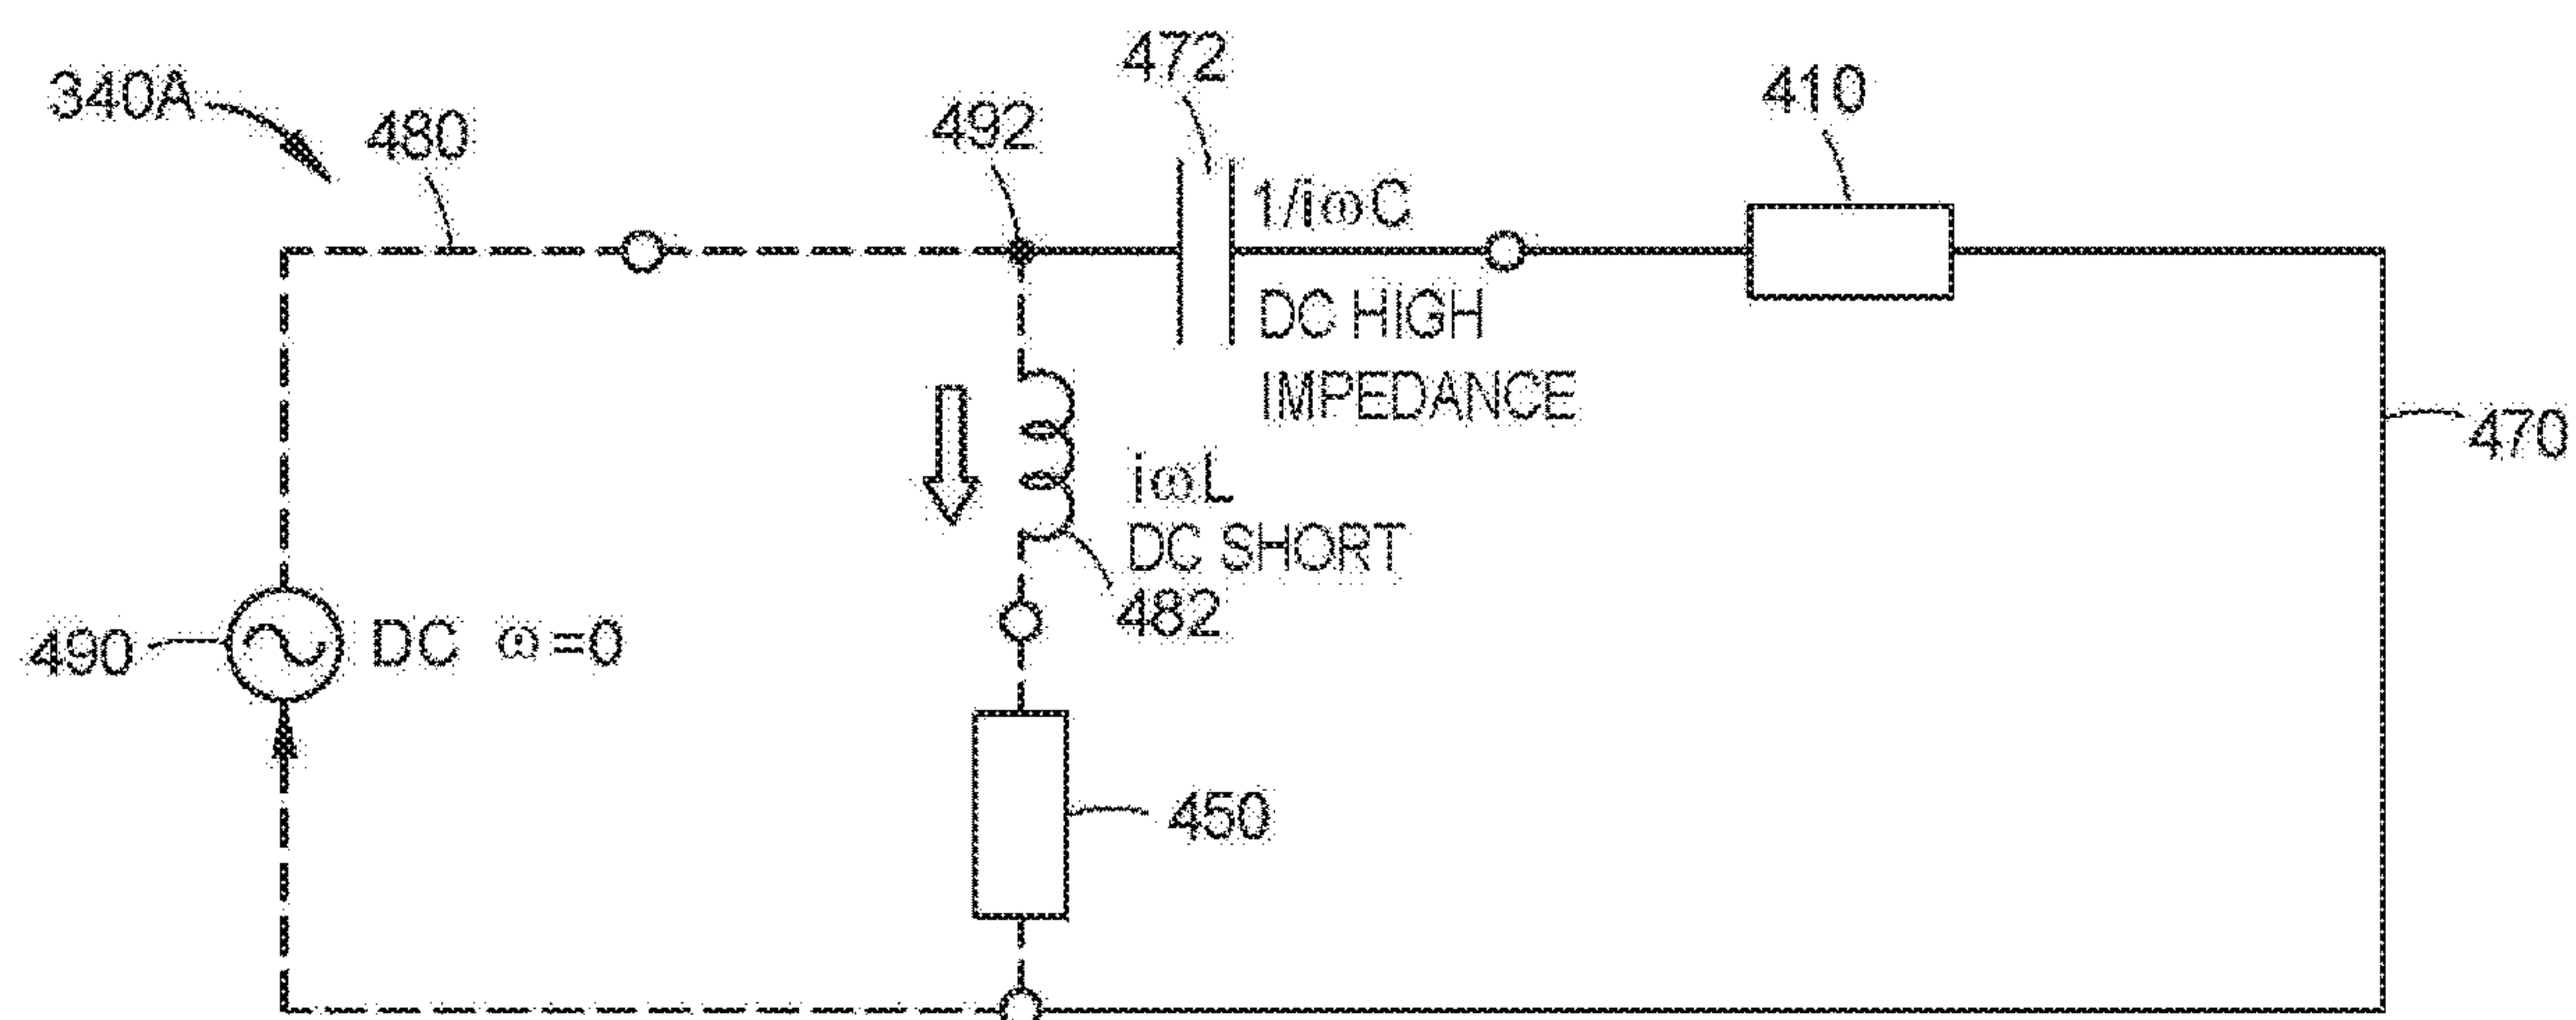 472
340A
480
492
410
1/iωC
DC HIGH
IMPEDANCE
470
iωL
DC SHORT
482
490
DC ω=0
450